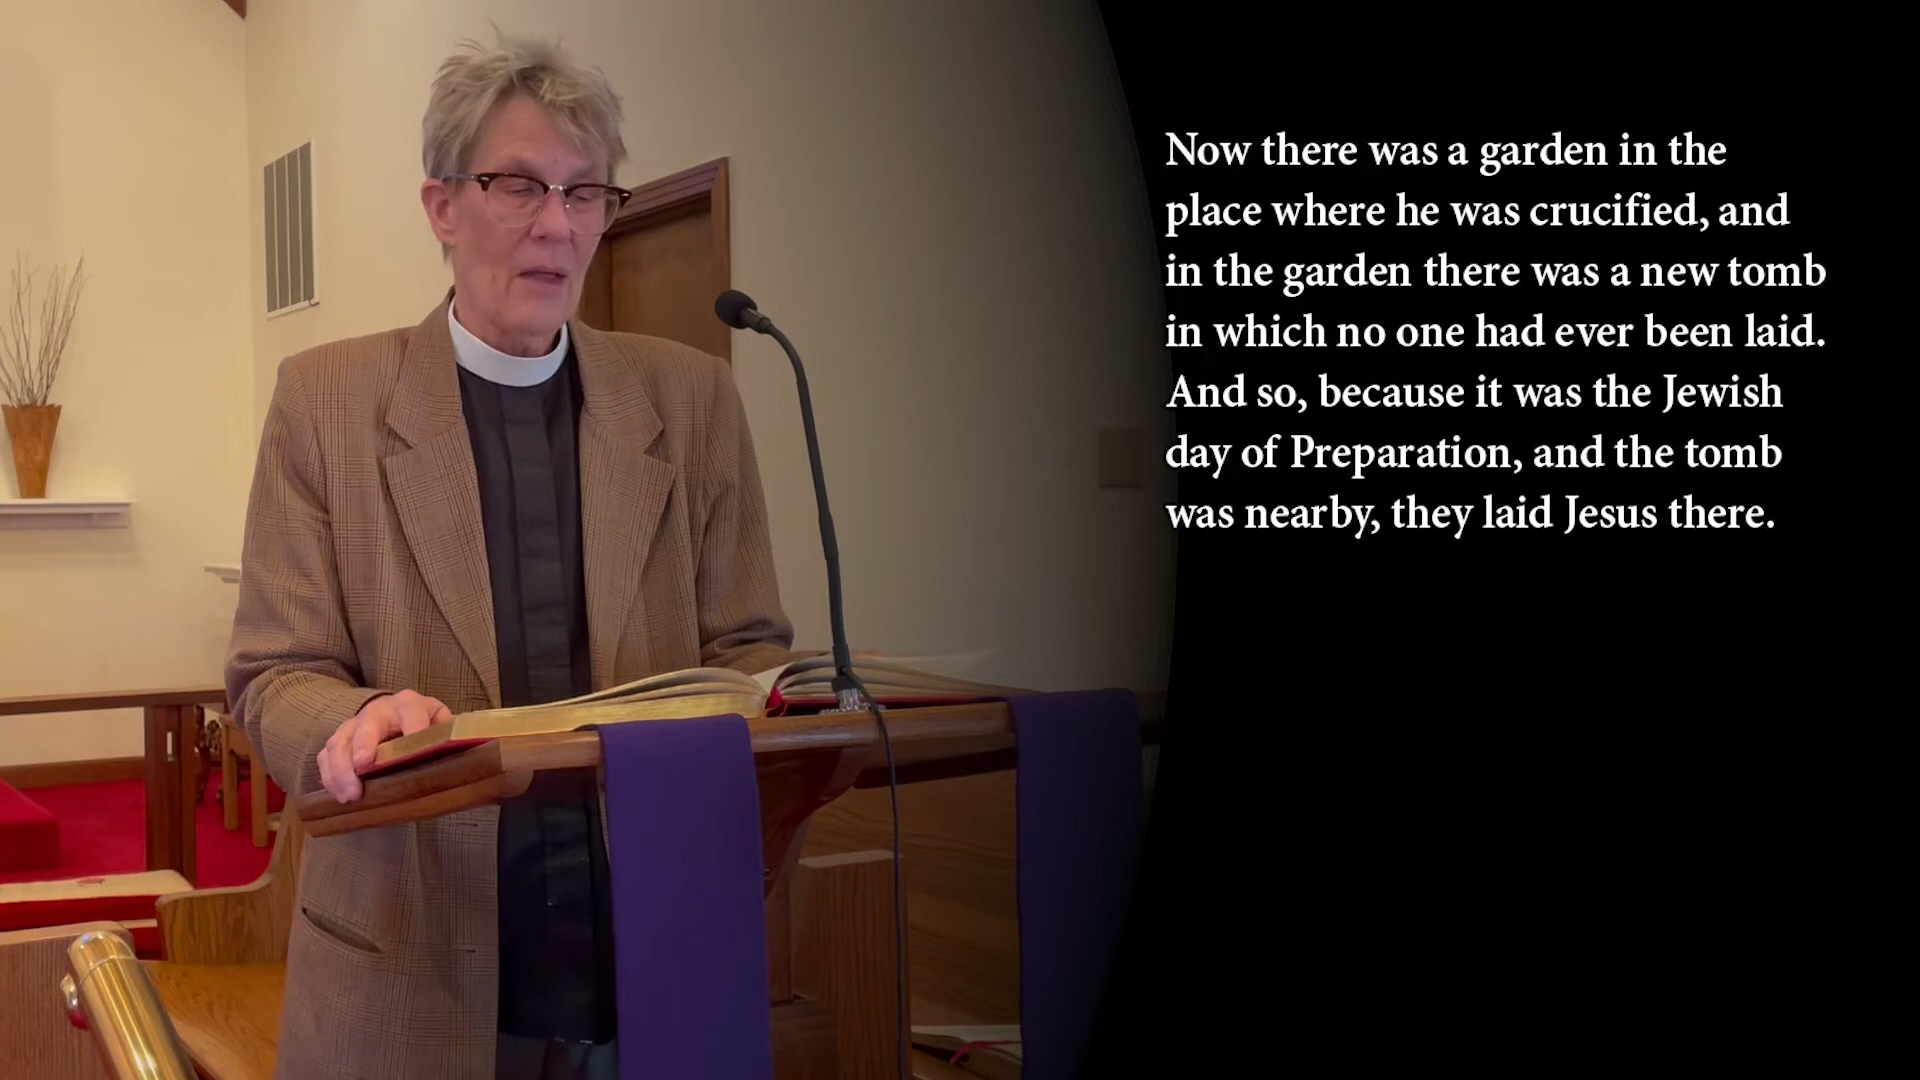 Now there was a garden in the
place where he was crucified, and
in the garden there was a new tomb
in which no one had ever been laid.
And so, because it was the Jewish
day of Preparation, and the tomb
was nearby, they laid Jesus there.